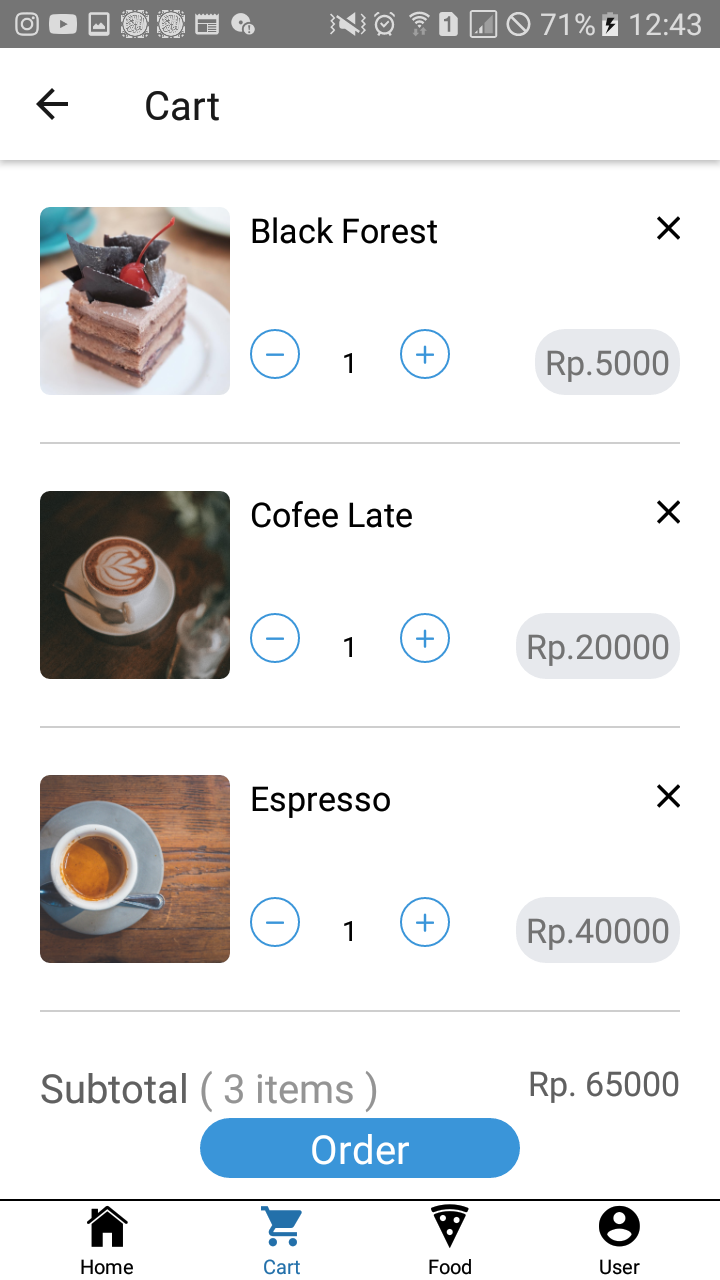 1 71% 12:43
Cart
Black Forest
1 Rp.5000
Cofee Late
1 Rp.20000
Espresso
1 Rp.40000
Subtotal ( 3 items ) Rp. 65000
Order
Home Cart Food User